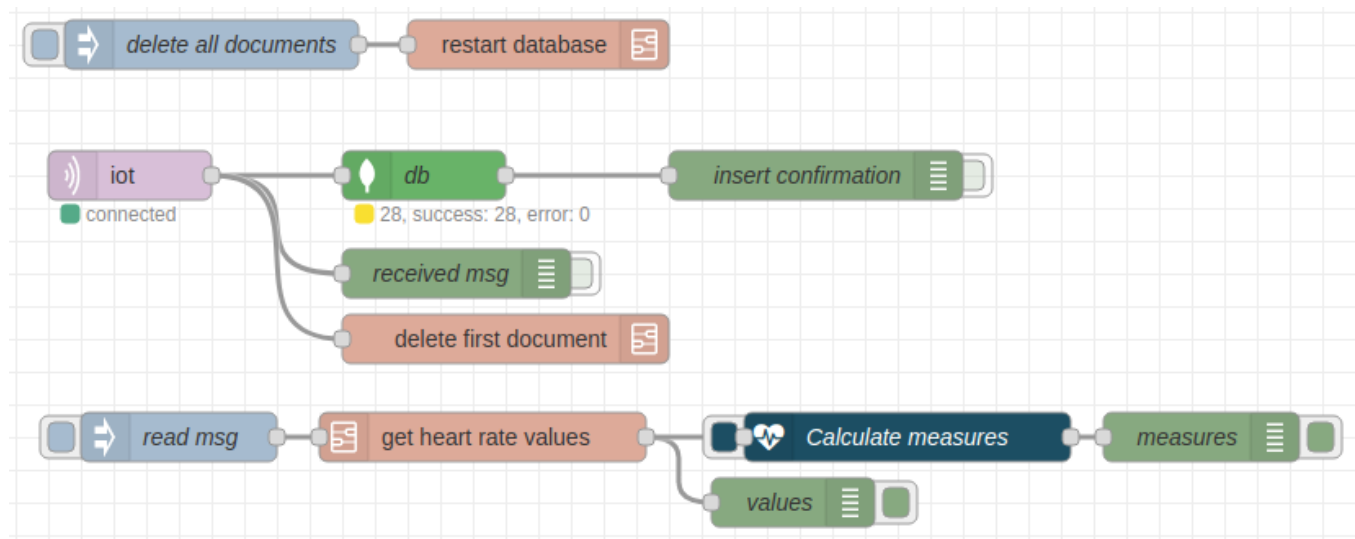 delete all documents
restart database
iot
db
insert confirmation
connected
28, success: 28, error: 0
received msg
delete first document
read msg
get heart rate values
Calculate measures
measures
values